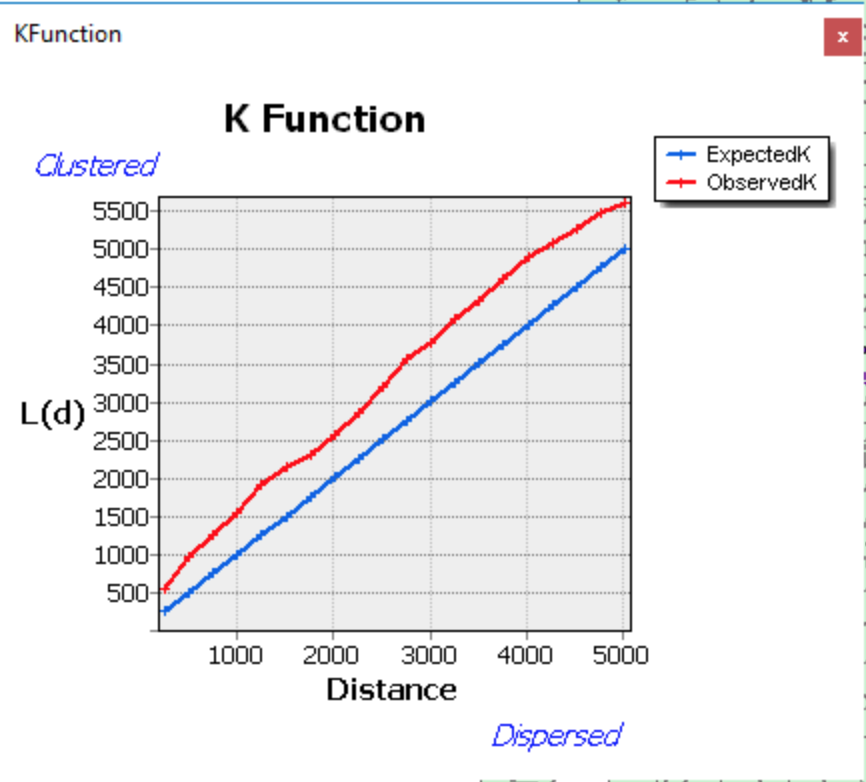 KFunction
x
K Function
Clustered
ExpectedK
ObservedK
5500
5000
4500
4000
3500
3000
L(d)
2500
2000
1500
1000
500
1000 2000 3000 4000 5000
Distance
Dispersed